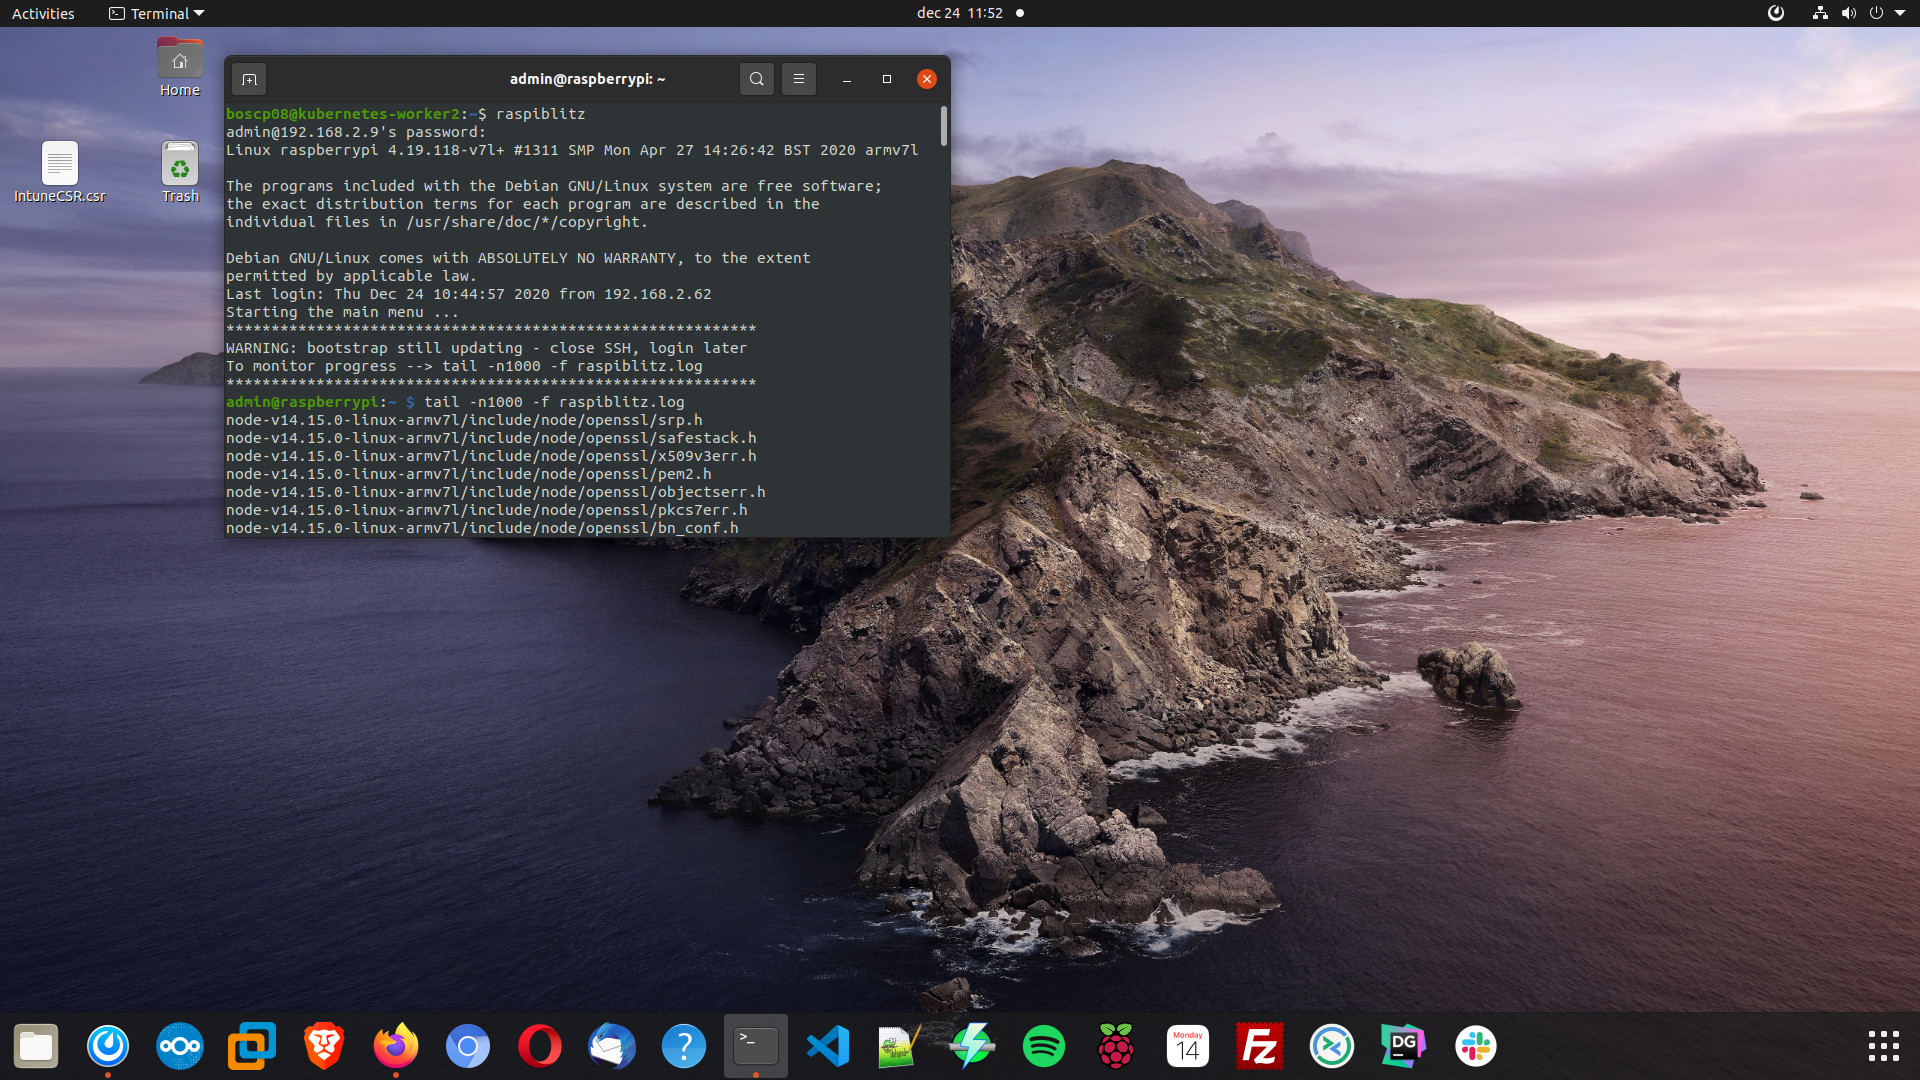 Activities
Terminal
dec 24 11:52
Home
IntuneCSR.csr
Trash
admin@raspberrypi: ~
boscp08@kubernetes-worker2:~$ raspiblitz
admin@192.168.2.9's password:
Linux raspberrypi 4.19.118-v7l+ #1311 SMP Mon Apr 27 14:26:42 BST 2020 armv7l
The programs included with the Debian GNU/Linux system are free software;
the exact distribution terms for each program are described in the
individual files in /usr/share/doc/*/copyright.
Debian GNU/Linux comes with ABSOLUTELY NO WARRANTY, to the extent
permitted by applicable law.
Last login: Thu Dec 24 10:44:57 2020 from 192.168.2.62
Starting the main menu ...
***********************************************************
WARNING: bootstrap still updating - close SSH, login later
To monitor progress --> tail -n1000 -f raspiblitz.log
***********************************************************
admin@raspberrypi:~ $ tail -n1000 -f raspiblitz.log
node-v14.15.0-linux-armv7l/include/node/openssl/srp.h
node-v14.15.0-linux-armv7l/include/node/openssl/safestack.h
node-v14.15.0-linux-armv7l/include/node/openssl/x509v3err.h
node-v14.15.0-linux-armv7l/include/node/openssl/pem2.h
node-v14.15.0-linux-armv7l/include/node/openssl/objectserr.h
node-v14.15.0-linux-armv7l/include/node/openssl/pkcs7err.h
node-v14.15.0-linux-armv7l/include/node/openssl/bn_conf.h
?
>_
Monday
14
Fz
DG